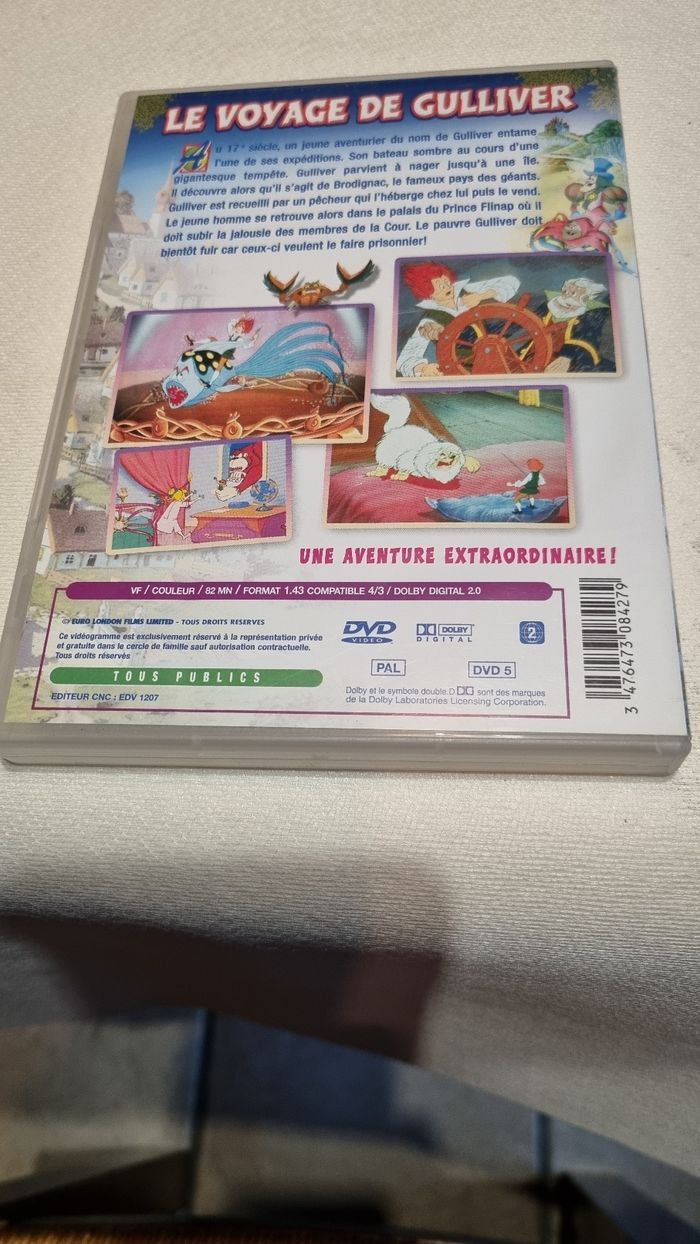 LE VOYAGE DE GULLIVER
Au 17e siècle, un jeune aventurier du nom de Gulliver entame
l'une de ses expéditions. Son bateau sombre au cours d'une
gigantesque tempête. Gulliver parvient à nager jusqu'à une île.
Il découvre alors qu'il s'agit de Brodignac, le fameux pays des géants.
Gulliver est recueilli par un pêcheur qui l'héberge chez lui puis le vend.
Le jeune homme se retrouve alors dans le palais du Prince Flinap où il
doit subir la jalousie des membres de la Cour. Le pauvre Gulliver doit
bientôt fuir car ceux-ci veulent le faire prisonnier!
UNE AVENTURE EXTRAORDINAIRE!
VF / COULEUR / 82 MN / FORMAT 1.43 COMPATIBLE 4/3 / DOLBY DIGITAL 2.0
© EURO LONDON FILMS LIMITED - TOUS DROITS RESERVES
Ce vidéogramme est exclusivement réservé à la représentation privée
et gratuite dans le cercle de famille sauf autorisation contractuelle.
Tous droits réservés
TOUS PUBLICS
EDITEUR CNC : EDV 1207
DVD
VIDEO
DOLBY
DIGITAL
2
PAL
DVD 5
Dolby et le symbole double.D sont des marques
de la Dolby Laboratories Licensing Corporation.
3 476473 084279